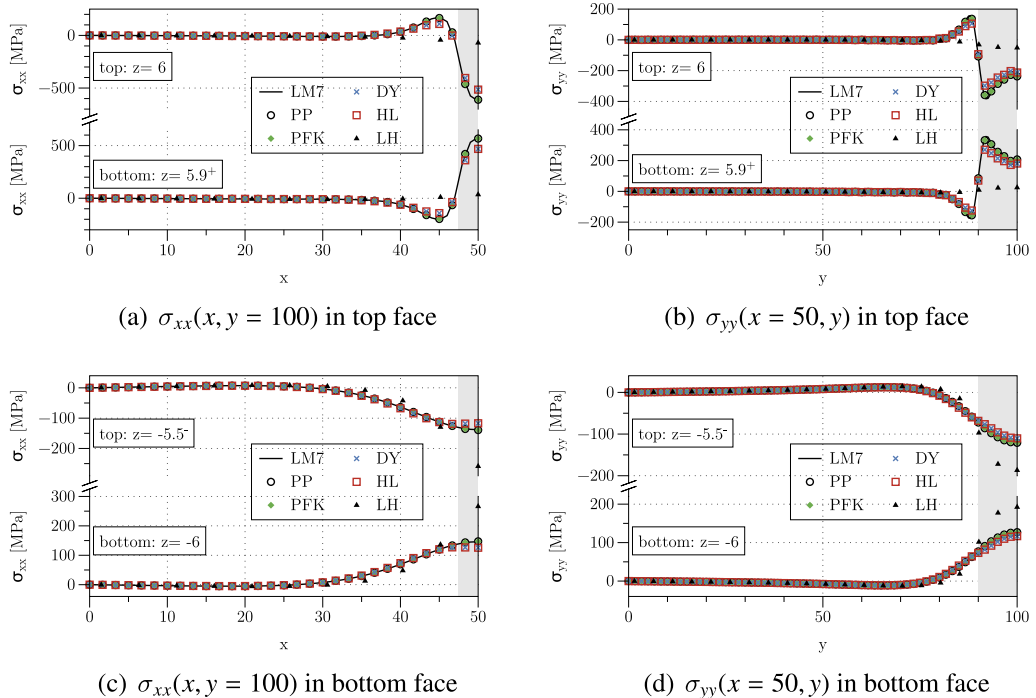 σxx [MPa]
0
−500
top: z= 6
LM7
DY
PP
HL
PFK
LH
σxx [MPa]
500
0
bottom: z= 5.9⁺
0
10
20
30
40
50
x
(a) σxx(x, y = 100) in top face
σyy [MPa]
200
0
−200
−400
top: z= 6
LM7
DY
PP
HL
PFK
LH
σyy [MPa]
400
200
0
−200
bottom: z= 5.9⁺
0
50
100
y
(b) σyy(x = 50, y) in top face
σxx [MPa]
0
−100
−200
top: z= -5.5⁻
LM7
DY
PP
HL
PFK
LH
σxx [MPa]
300
200
100
0
bottom: z= -6
0
10
20
30
40
50
x
(c) σxx(x, y = 100) in bottom face
σyy [MPa]
0
−100
−200
top: z= -5.5⁻
LM7
DY
PP
HL
PFK
LH
σyy [MPa]
200
100
0
bottom: z= -6
0
50
100
y
(d) σyy(x = 50, y) in bottom face